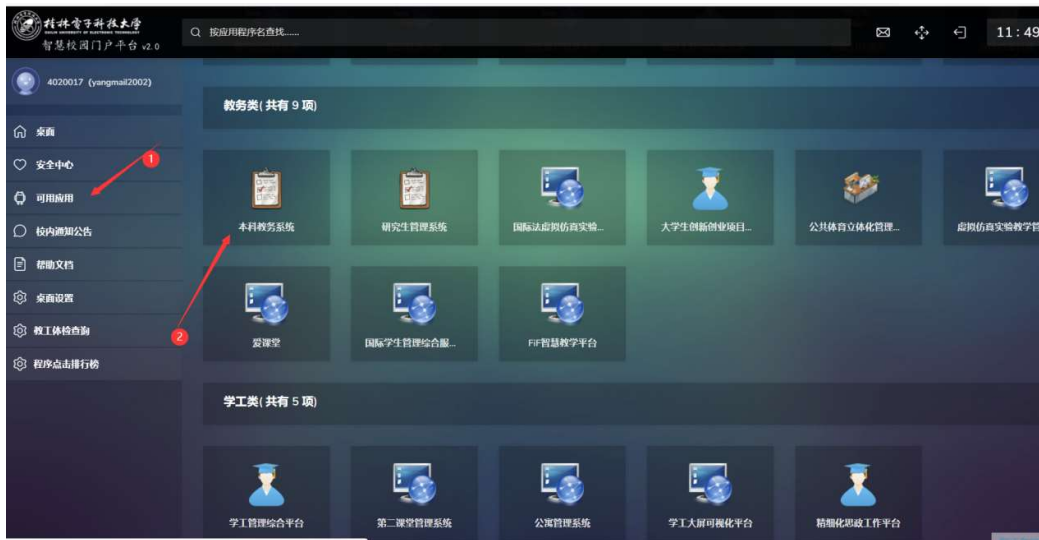 桂林电子科技大学
GUILIN UNIVERSITY OF ELECTRONIC TECHNOLOGY
智慧校园门户平台 v2.0
按应用程序名查找......
11:49
4020017 (yangmail2002)
桌面
安全中心
可用应用
校内通知公告
帮助文档
桌面设置
教工体检查询
程序点击排行榜
1
2
教务类(共有 9 项)
本科教务系统
研究生管理系统
国际法虚拟仿真实验...
大学生创新创业项目...
公共体育立体化管理...
虚拟仿真实验教学管
爱课堂
国际学生管理综合服...
FiF智慧教学平台
学工类(共有 5 项)
学工管理综合平台
第二课堂管理系统
公寓管理系统
学工大屏可视化平台
精细化思政工作平台